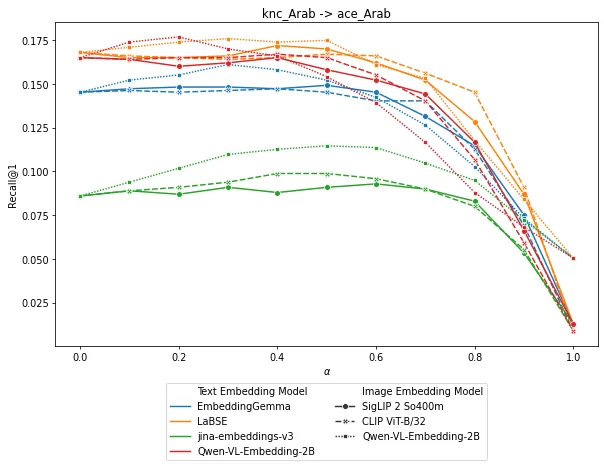 knc_Arab -> ace_Arab
Recall@1
0.175
0.150
0.125
0.100
0.075
0.050
0.025
0.0 0.2 0.4 0.6 0.8 1.0
α
Text Embedding Model
EmbeddingGemma
LaBSE
jina-embeddings-v3
Qwen-VL-Embedding-2B
Image Embedding Model
SigLIP 2 So400m
CLIP ViT-B/32
Qwen-VL-Embedding-2B